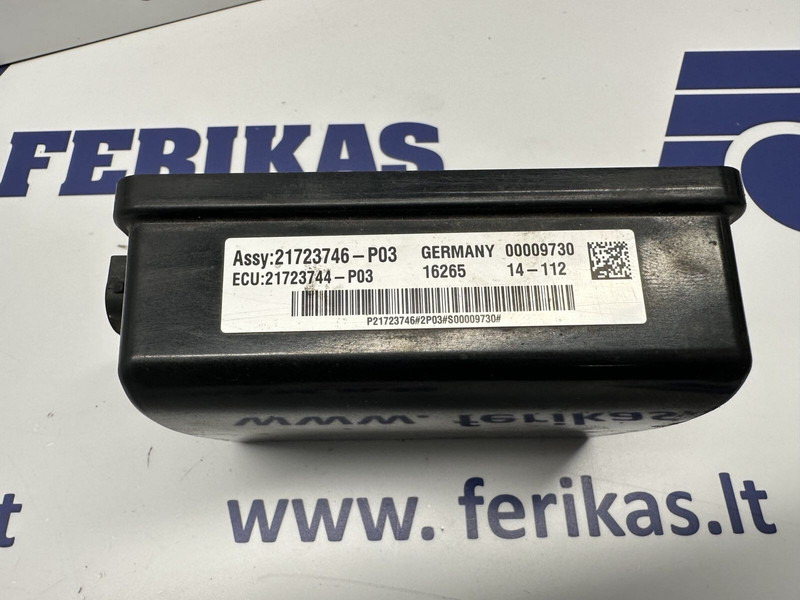 FERIKAS
Assy:21723746-P03 GERMANY 00009730
ECU:21723744-P03 16265 14-112
P21723746#2P03#S00009730#
www. ferikas.
www.ferikas.lt
t